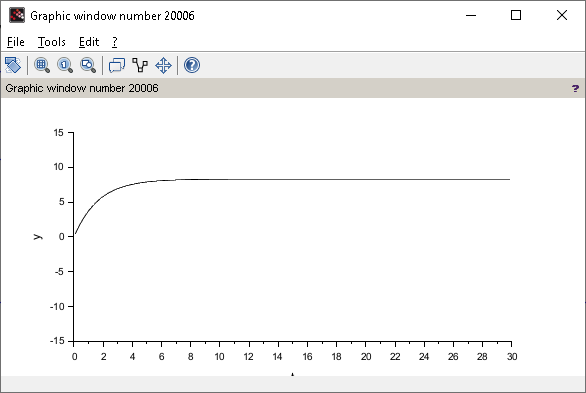 Graphic window number 20006
File Tools Edit ?
Graphic window number 20006 ?
15
10
5
y
0
-5
-10
-15
0 2 4 6 8 10 12 14 16 18 20 22 24 26 28 30